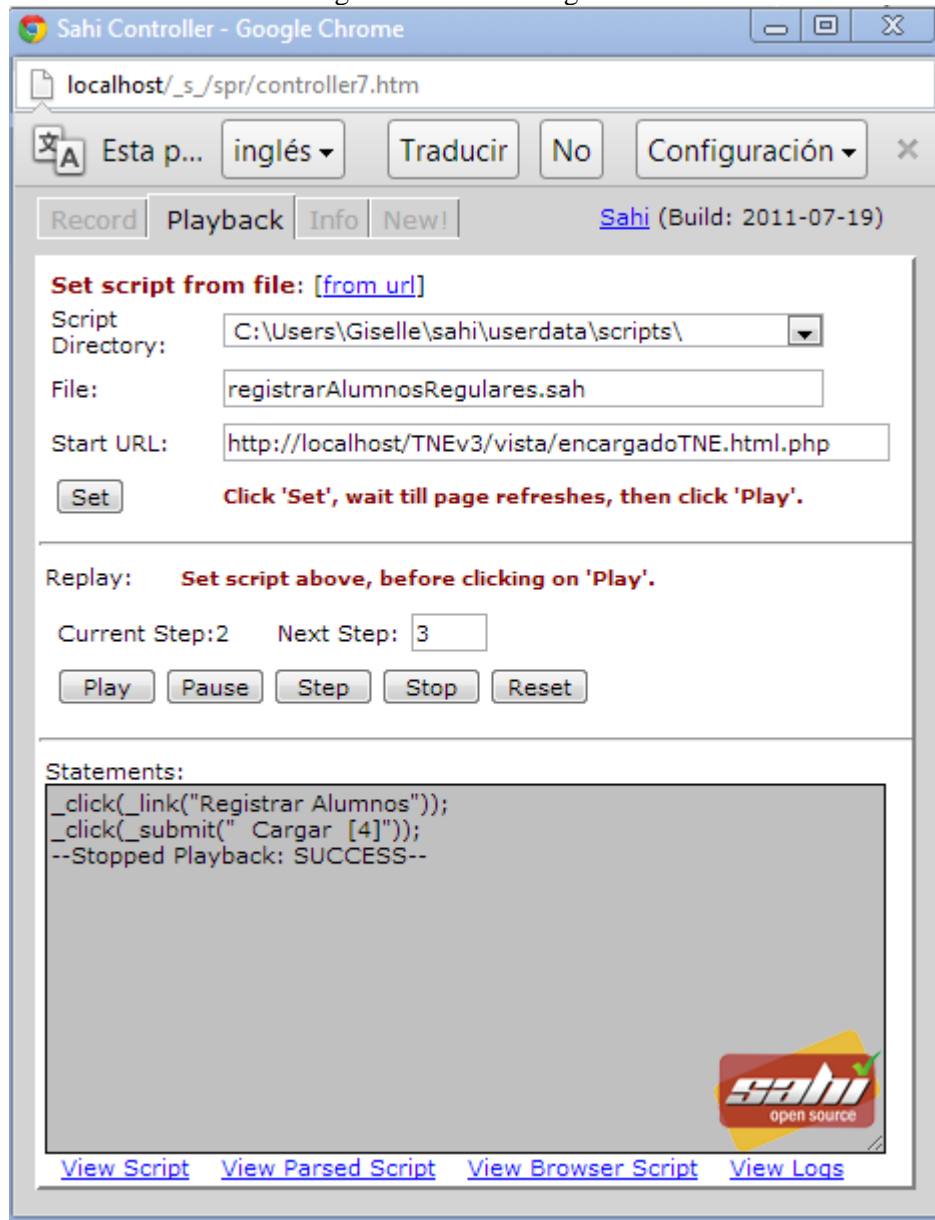 Sahi Controller - Google Chrome
localhost/_s_/spr/controller7.htm
Esta p... inglés Traducir No Configuración
Record Playback Info New! Sahi (Build: 2011-07-19)
Set script from file: [from url]
Script Directory: C:\Users\Giselle\sahi\userdata\scripts\
File: registrarAlumnosRegulares.sah
Start URL: http://localhost/TNEv3/vista/encargadoTNE.html.php
Set Click 'Set', wait till page refreshes, then click 'Play'.
Replay: Set script above, before clicking on 'Play'.
Current Step:2 Next Step: 3
Play Pause Step Stop Reset
Statements:
_click(_link("Registrar Alumnos"));
_click(_submit("  Cargar  [4]"));
--Stopped Playback: SUCCESS--
sahi
open source
View Script View Parsed Script View Browser Script View Logs